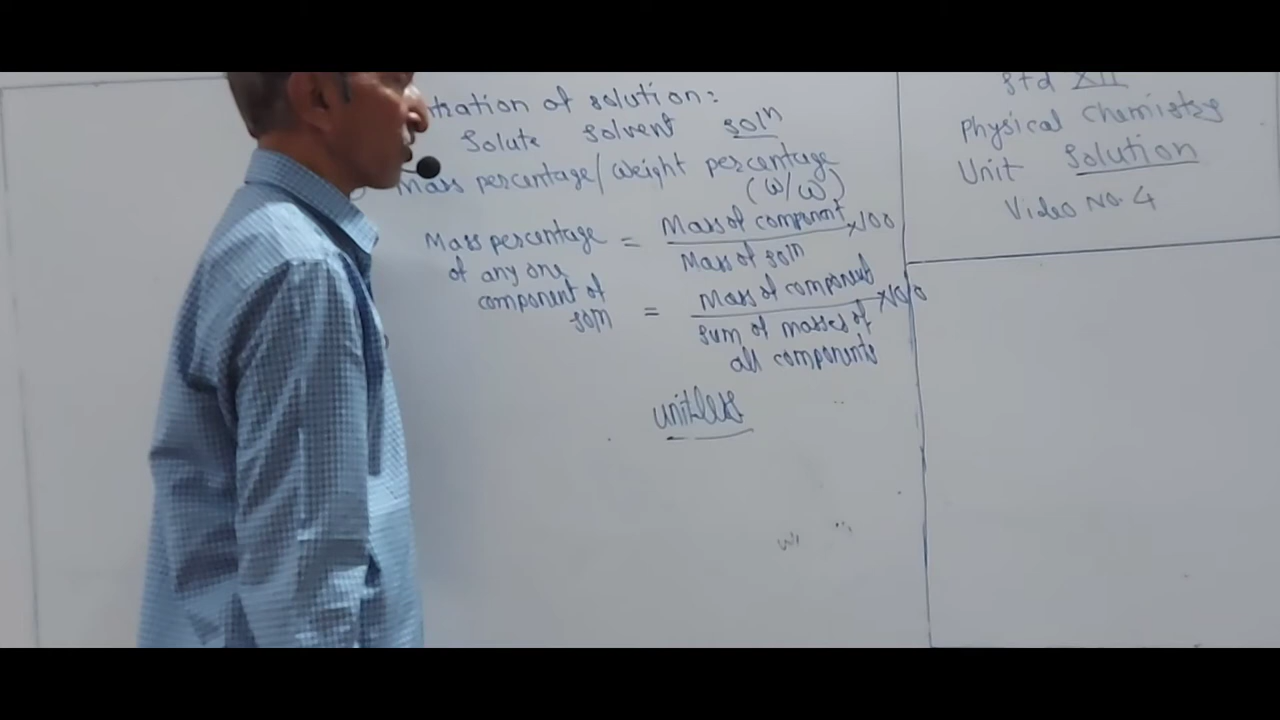 tration of solution:
Solute solvent solⁿ
Mass percentage/Weight percentage
(w/w)
Mass percentage of any one component of solⁿ
= Mass of component / Mass of solⁿ ×100
= Mass of component / sum of masses of all components ×100
unitless
Std XII
Physical Chemistry
Unit Solution
Video No. 4